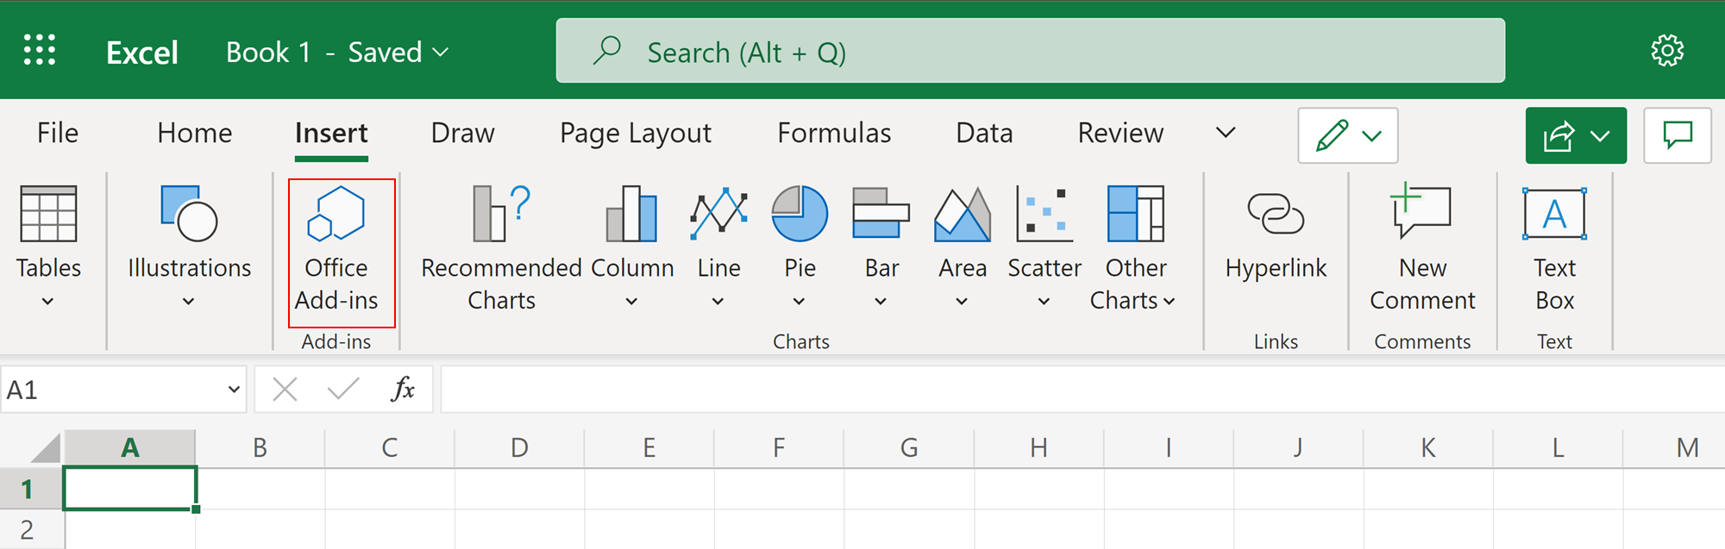 Excel Book 1 - Saved Search (Alt + Q)
File Home Insert Draw Page Layout Formulas Data Review
Tables Illustrations Office Add-ins Recommended Charts Column Line Pie Bar Area Scatter Other Charts Hyperlink New Comment A Text Box
Add-ins Charts Links Comments Text
A1 fx
A B C D E F G H I J K L M
1
2